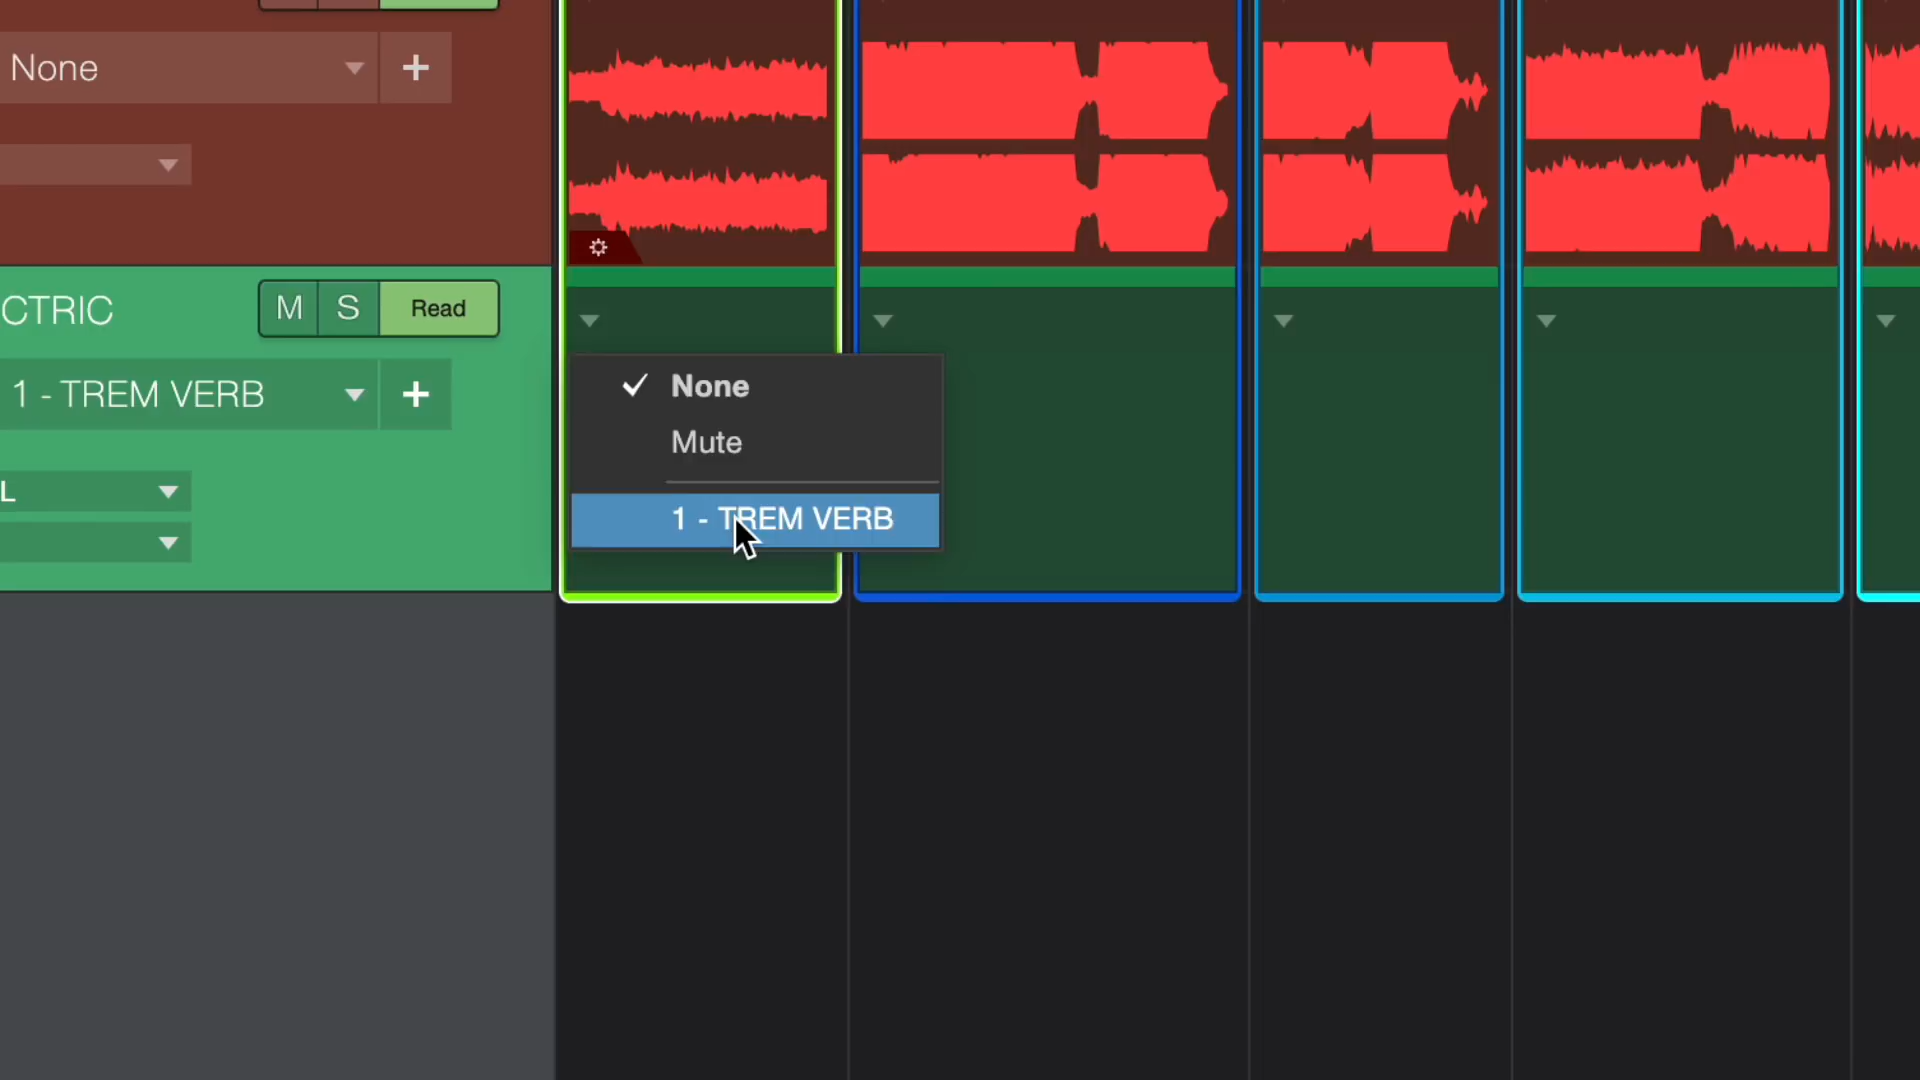 None
CTRIC
M S Read
1 - TREM VERB
L
None
Mute
1 - TREM VERB